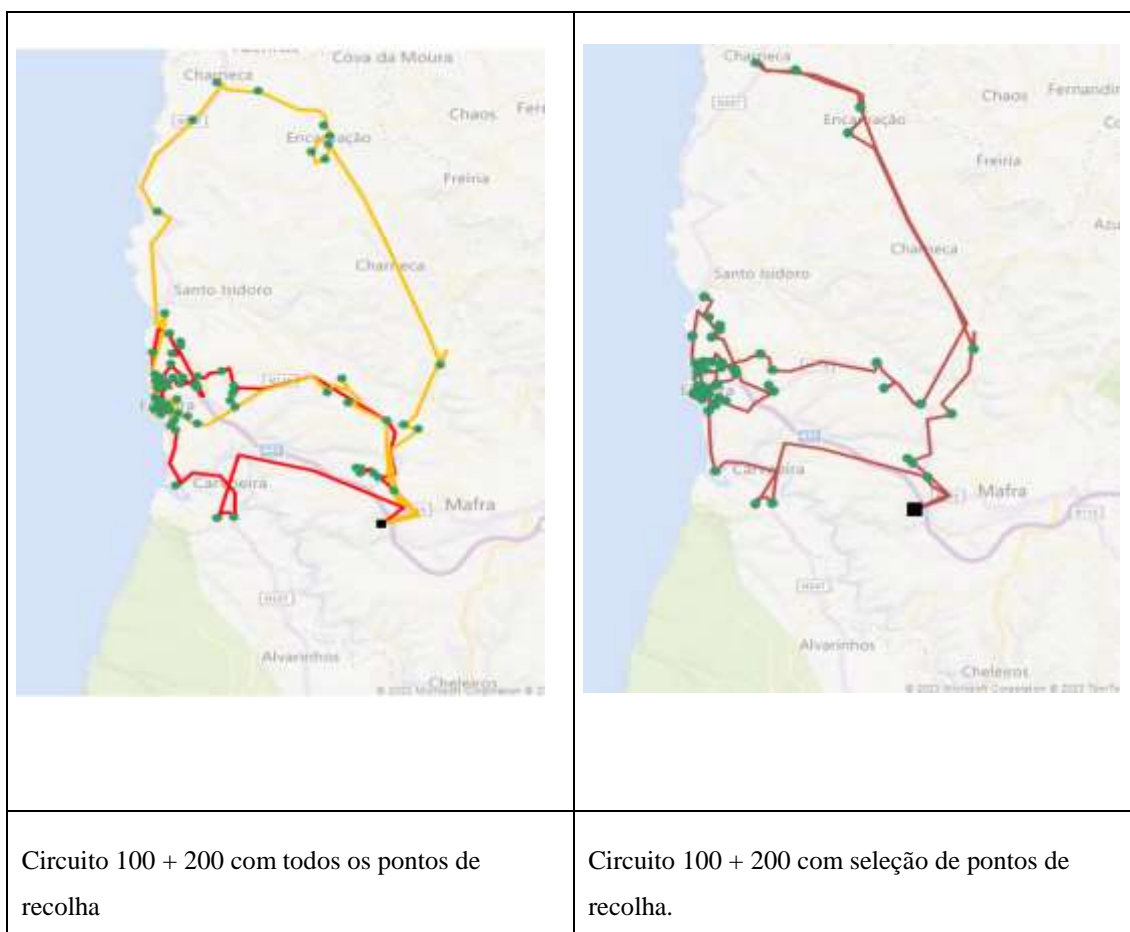 Cova da Moura
Charneca
Chaos
Encarnação
Freiria
Charneca
Santo Isidoro
Carvoeira
Mafra
Alvarinhos
Cheleiros
Charneca
Chaos
Encarnação
Freiria
Charneca
Santo Isidoro
Carvoeira
Mafra
Alvarinhos
Cheleiros
Circuito 100 + 200 com todos os pontos de
recolha
Circuito 100 + 200 com seleção de pontos de
recolha.